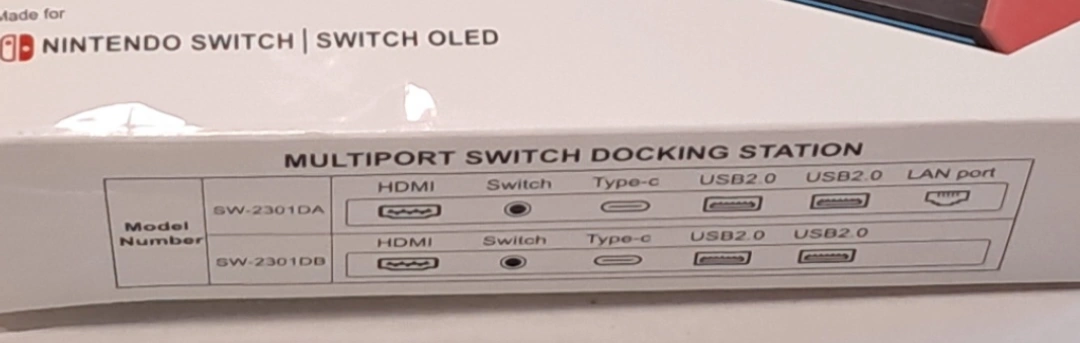 Made for
NINTENDO SWITCH | SWITCH OLED
MULTIPORT SWITCH DOCKING STATION
Model Number
SW-2301DA
HDMI Switch Type-c USB2.0 USB2.0 LAN port
SW-2301DB
HDMI Switch Type-c USB2.0 USB2.0